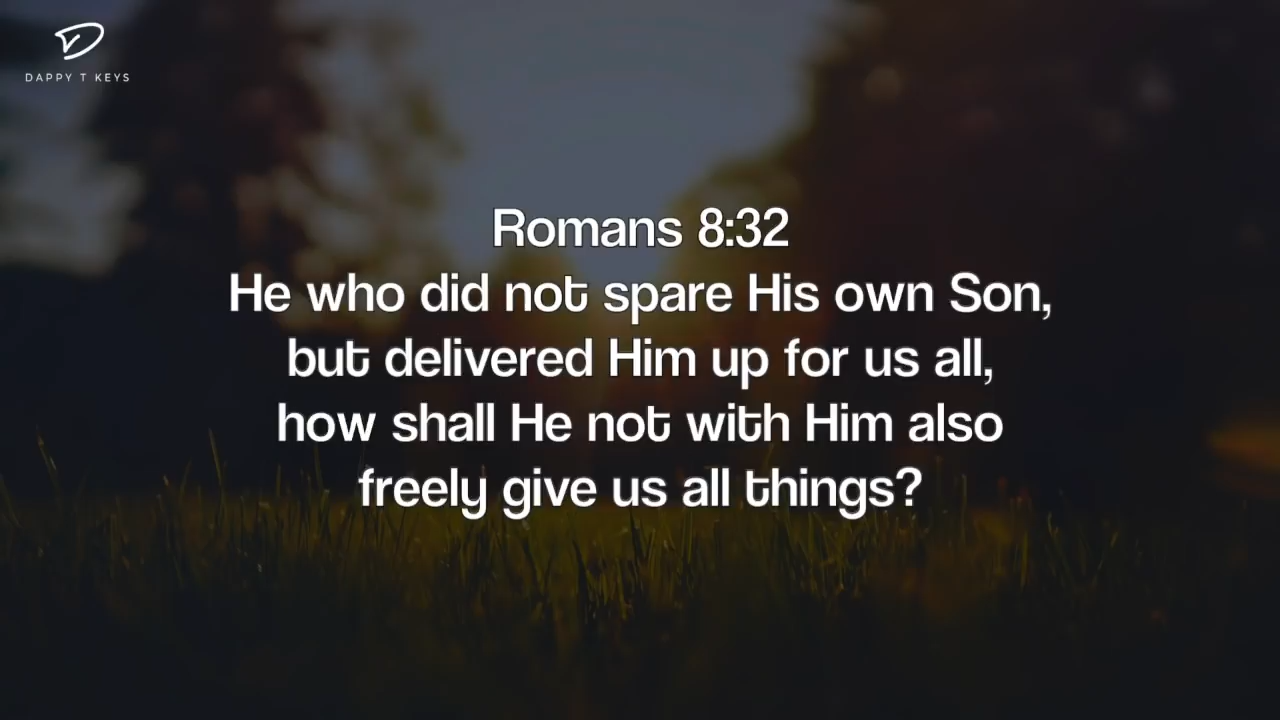 DAPPY T KEYS
Romans 8:32
He who did not spare His own Son,
but delivered Him up for us all,
how shall He not with Him also
freely give us all things?